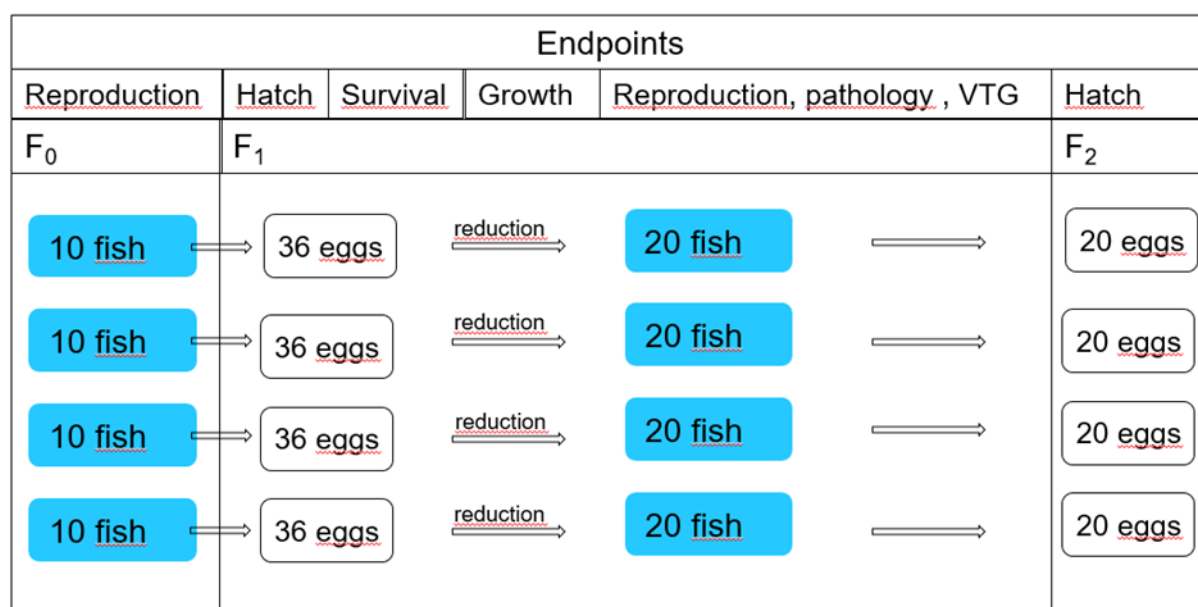 Endpoints
Reproduction Hatch Survival Growth Reproduction, pathology , VTG Hatch
F₀ F₁ F₂
10 fish 36 eggs reduction 20 fish 20 eggs
10 fish 36 eggs reduction 20 fish 20 eggs
10 fish 36 eggs reduction 20 fish 20 eggs
10 fish 36 eggs reduction 20 fish 20 eggs